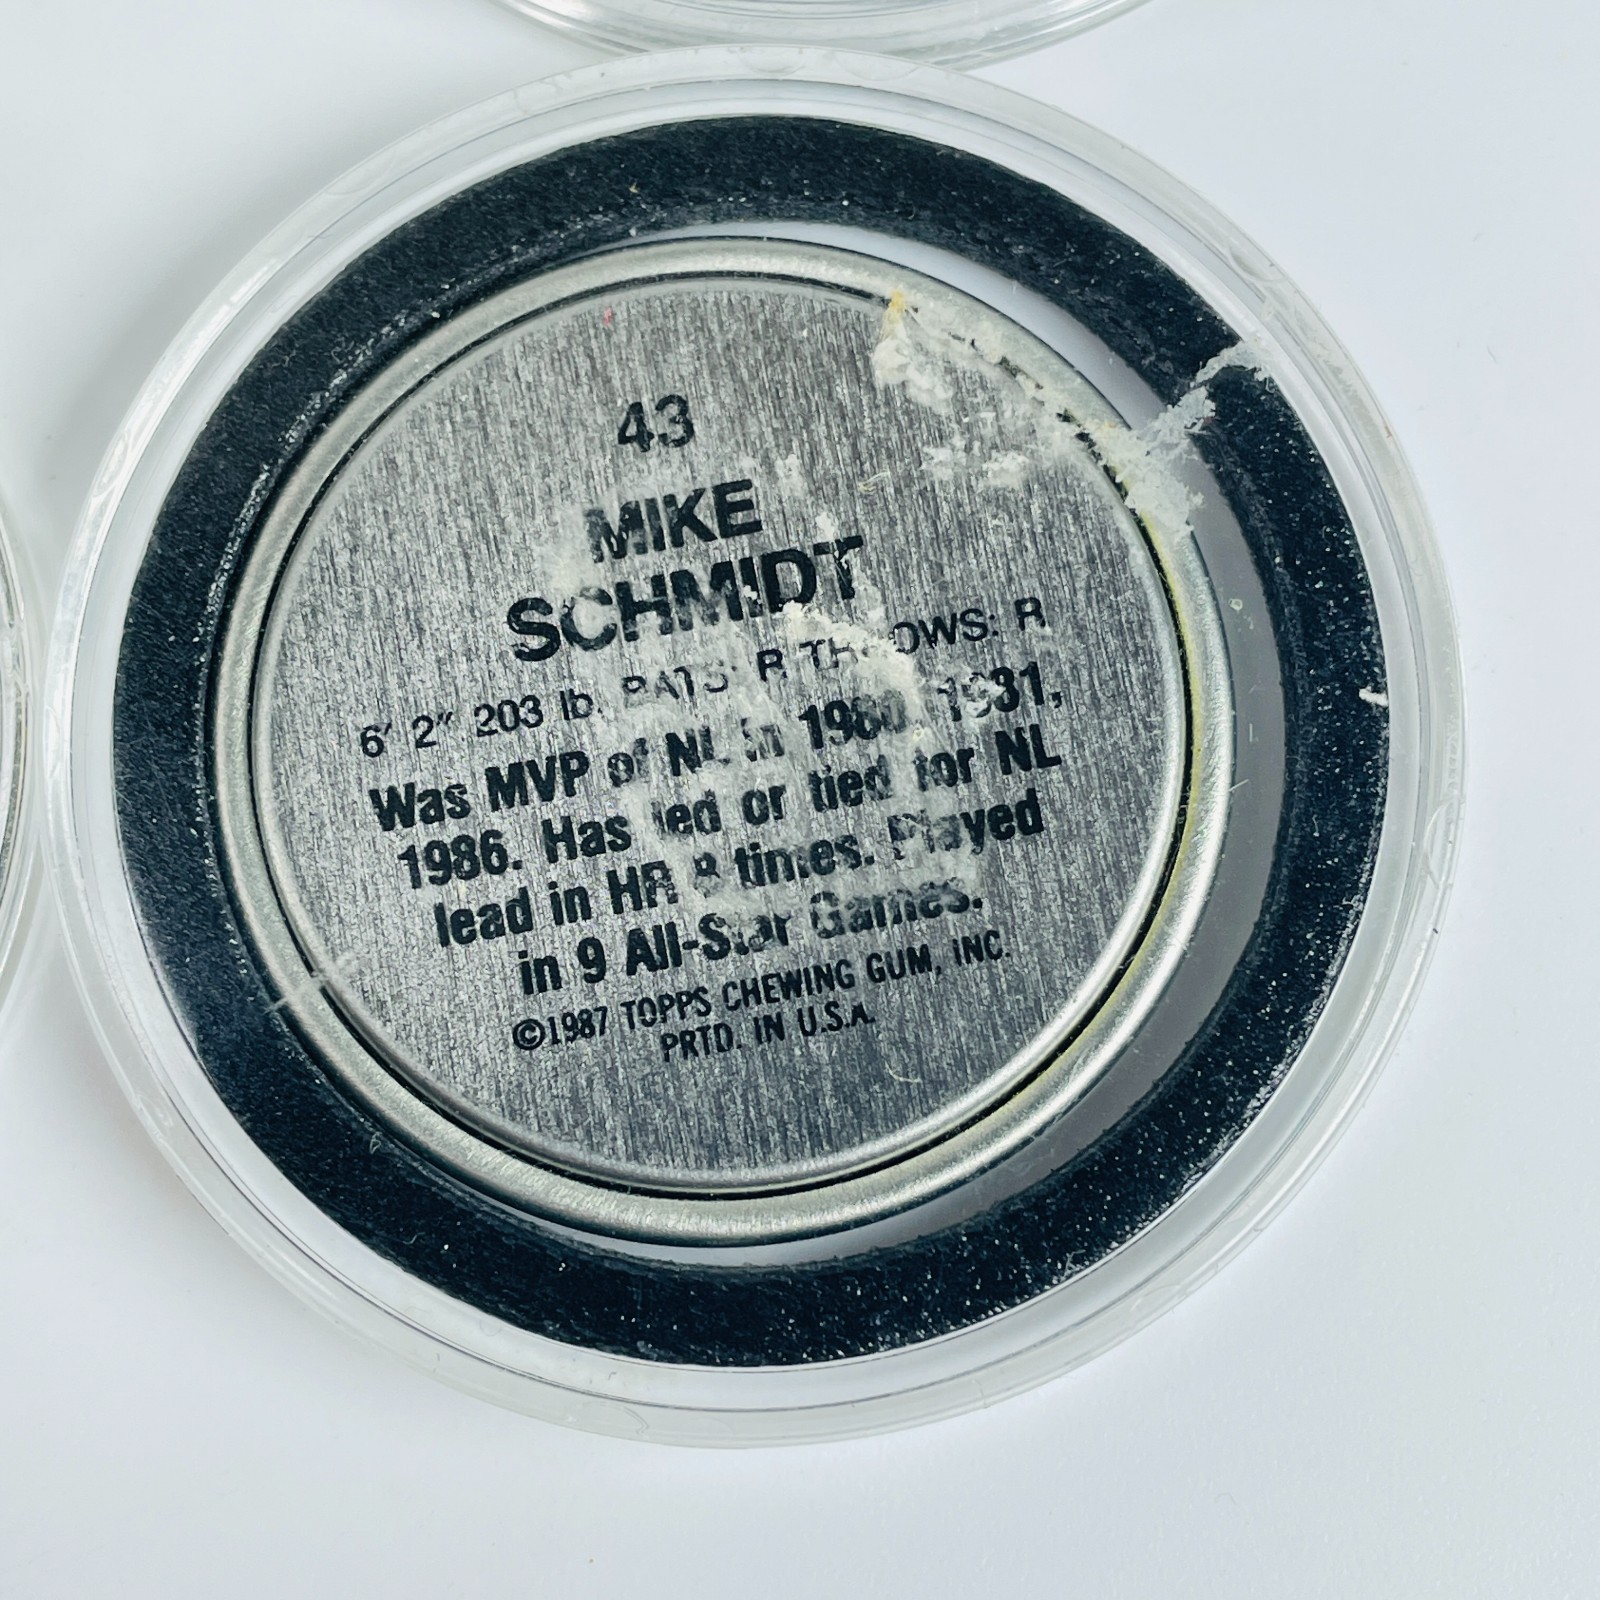 43
MIKE
SCHMIDT
6' 2" 203 lb. BATS: R THROWS: R
Was MVP of NL in 1980, 1981,
1986. Has led or tied for NL
lead in HR 8 times. Played
in 9 All-Star Games.
©1987 TOPPS CHEWING GUM, INC.
PRTD. IN U.S.A.